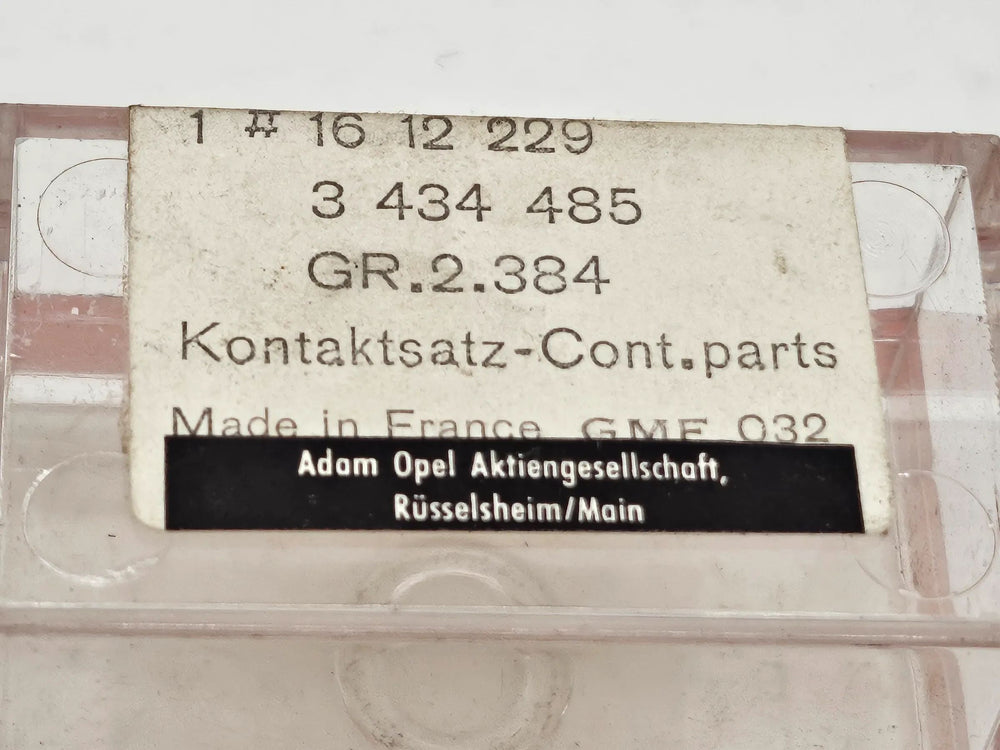 1 # 16 12 229
3 434 485
GR.2.384
Kontaktsatz-Cont.parts
Made in France GMF 032
Adam Opel Aktiengesellschaft,
Rüsselsheim/Main